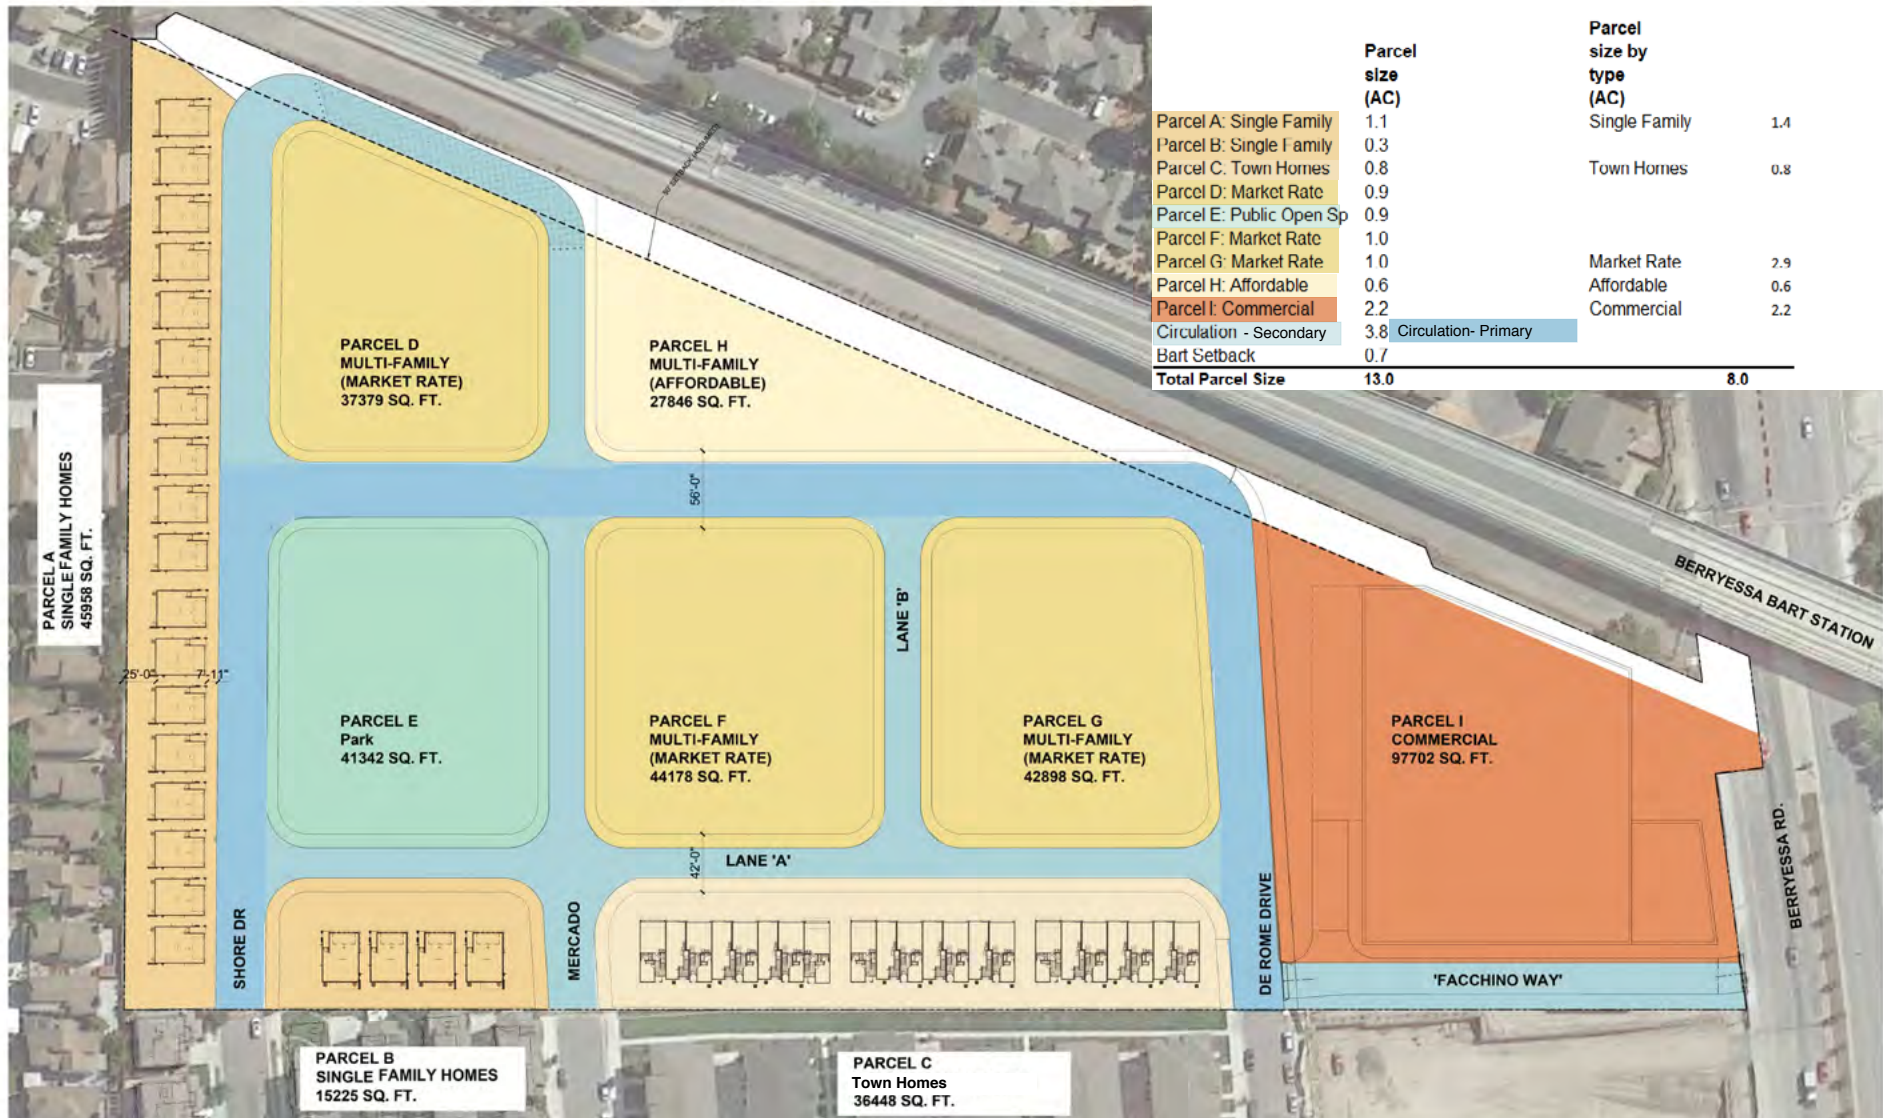 Parcel size (AC)
Parcel size by type (AC)
Parcel A: Single Family 1.1 Single Family 1.4
Parcel B: Single Family 0.3
Parcel C: Town Homes 0.8 Town Homes 0.8
Parcel D: Market Rate 0.9
Parcel E: Public Open Sp 0.9
Parcel F: Market Rate 1.0
Parcel G: Market Rate 1.0 Market Rate 2.9
Parcel H: Affordable 0.6 Affordable 0.6
Parcel I: Commercial 2.2 Commercial 2.2
Circulation - Secondary 3.8 Circulation- Primary
Bart Setback 0.7
Total Parcel Size 13.0 8.0
PARCEL D
MULTI-FAMILY
(MARKET RATE)
37379 SQ. FT.
PARCEL H
MULTI-FAMILY
(AFFORDABLE)
27846 SQ. FT.
PARCEL A
SINGLE FAMILY HOMES
45958 SQ. FT.
56'-0"
BERRYESSA BART STATION
LANE 'B'
25'-0"
7'-11"
PARCEL E
Park
41342 SQ. FT.
PARCEL F
MULTI-FAMILY
(MARKET RATE)
44178 SQ. FT.
PARCEL G
MULTI-FAMILY
(MARKET RATE)
42898 SQ. FT.
PARCEL I
COMMERCIAL
97702 SQ. FT.
LANE 'A'
42'-0"
SHORE DR
MERCADO
DE ROME DRIVE
BERRYESSA RD.
'FACCHINO WAY'
PARCEL B
SINGLE FAMILY HOMES
15225 SQ. FT.
PARCEL C
Town Homes
36448 SQ. FT.